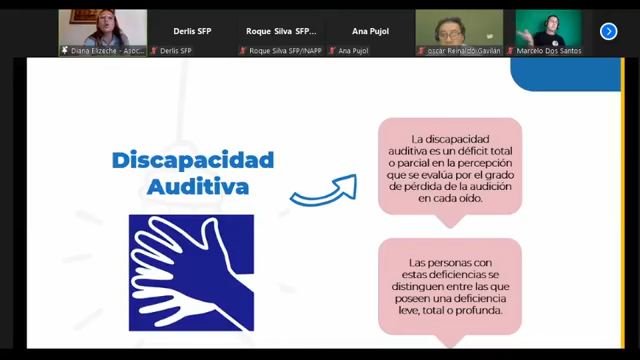 Derlis SFP
Roque Silva SFP...
Ana Pujol
Diana Elizeche - Asoc...
Derlis SFP
Roque Silva SFP/INAPP
Ana Pujol
oscar Reinaldo Gavilán
Marcelo Dos Santos
Discapacidad
Auditiva
La discapacidad
auditiva es un déficit total
o parcial en la percepción
que se evalúa por el grado
de pérdida de la audición
en cada oído.
Las personas con
estas deficiencias se
distinguen entre las que
poseen una deficiencia
leve, total o profunda.